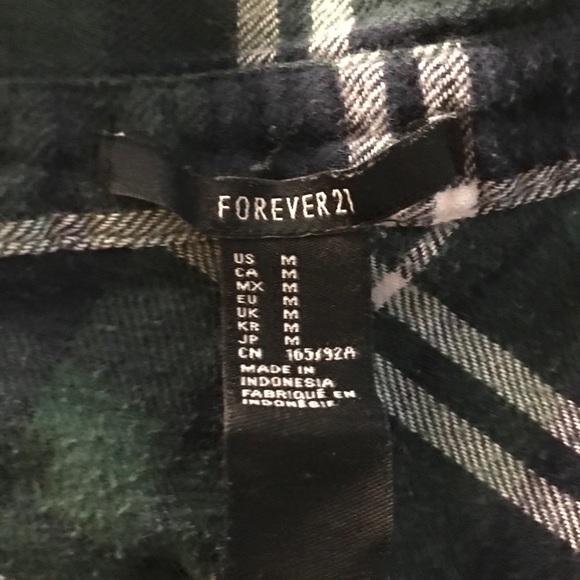 FOREVER 21
US M
CA M
MX M
EU M
UK M
KR M
JP M
CN 165/92A
MADE IN
INDONESIA
FABRIQUÉ EN
INDONÉSIE